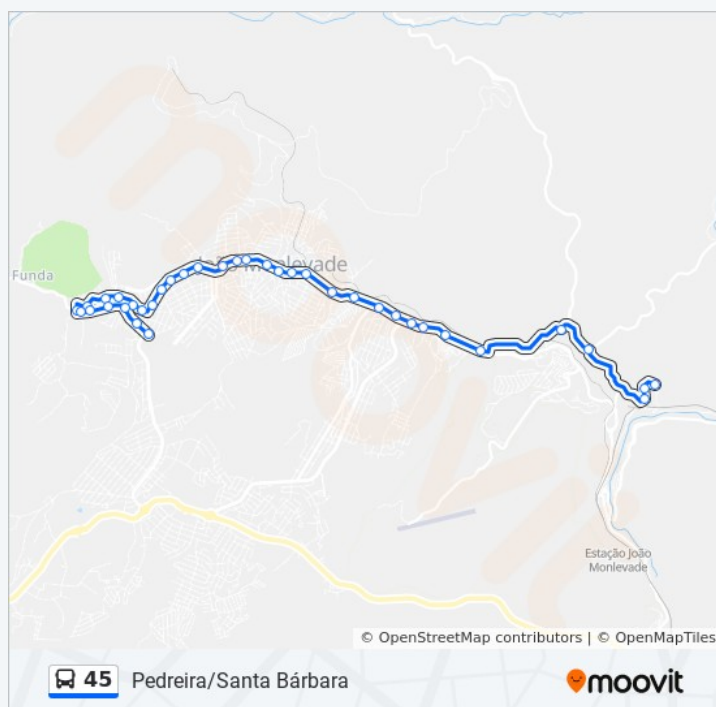 João Monlevade
Funda
Estação João
Monlevade
© OpenStreetMap contributors | © OpenMapTiles
45 Pedreira/Santa Bárbara
moovit